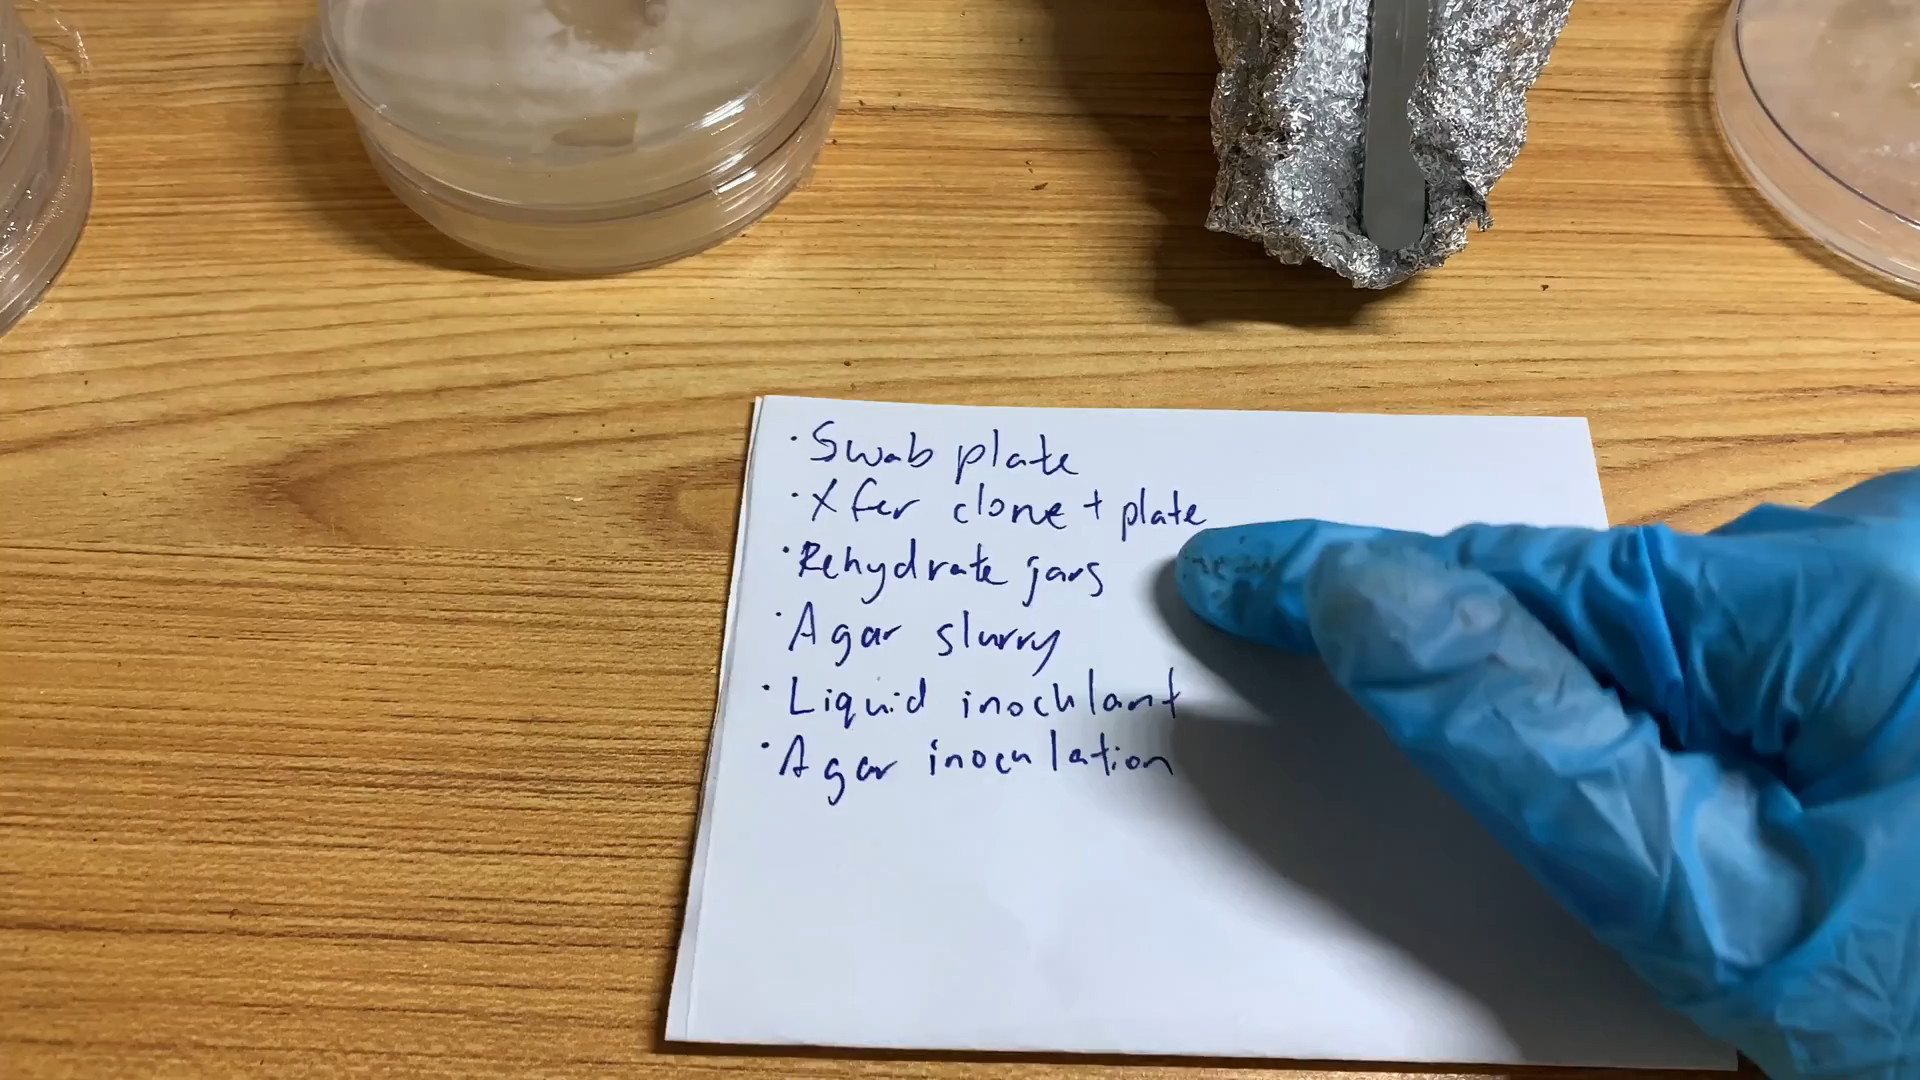 · Swab plate
· Xfer clone + plate
· Rehydrate jars
· Agar slurry
· Liquid inochlant
· Agar inoculation